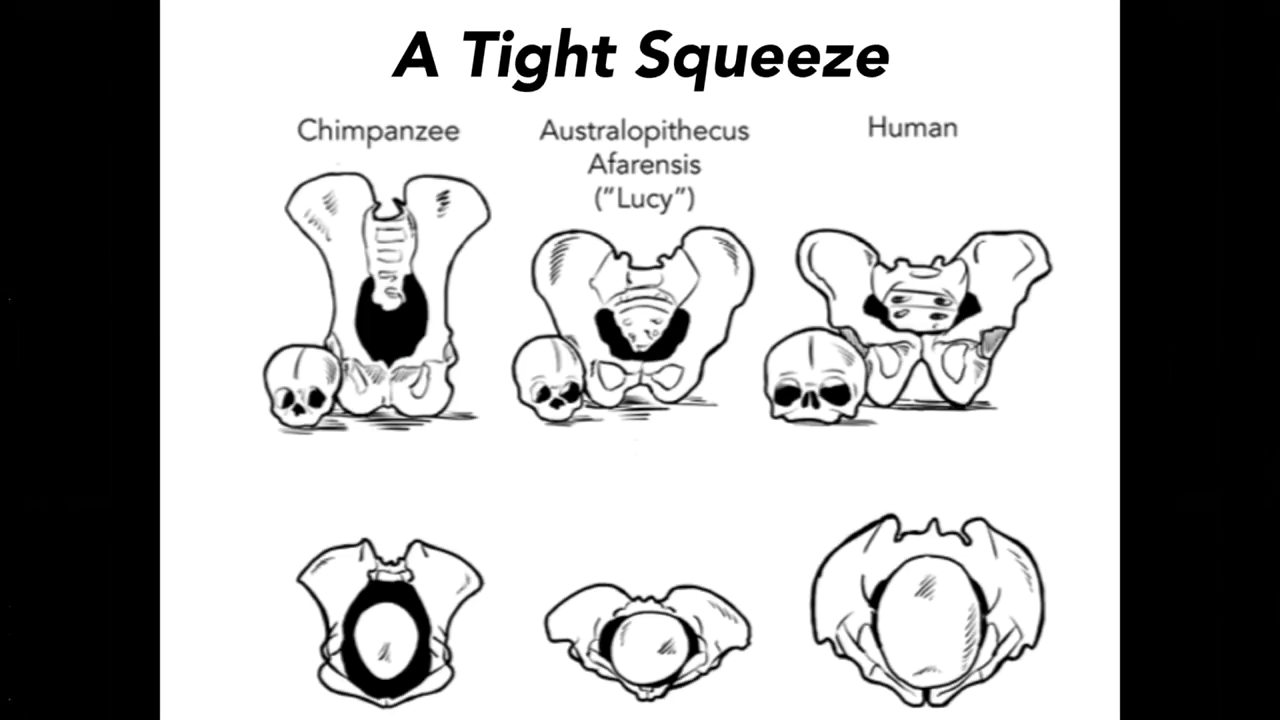 A Tight Squeeze
Chimpanzee
Australopithecus
Afarensis
("Lucy")
Human